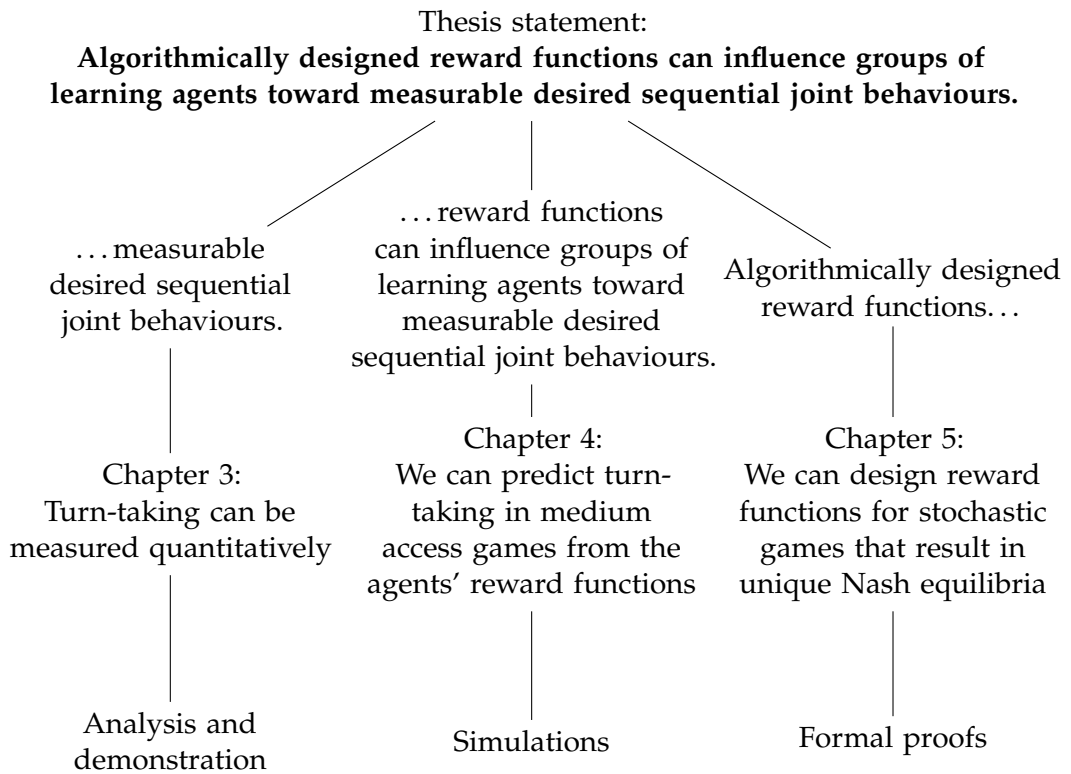 Thesis statement:
Algorithmically designed reward functions can influence groups of
learning agents toward measurable desired sequential joint behaviours.
...measurable
desired sequential
joint behaviours.
...reward functions
can influence groups of
learning agents toward
measurable desired
sequential joint behaviours.
Algorithmically designed
reward functions...
Chapter 3:
Turn-taking can be
measured quantitatively
Chapter 4:
We can predict turn-
taking in medium
access games from the
agents’ reward functions
Chapter 5:
We can design reward
functions for stochastic
games that result in
unique Nash equilibria
Analysis and
demonstration
Simulations
Formal proofs